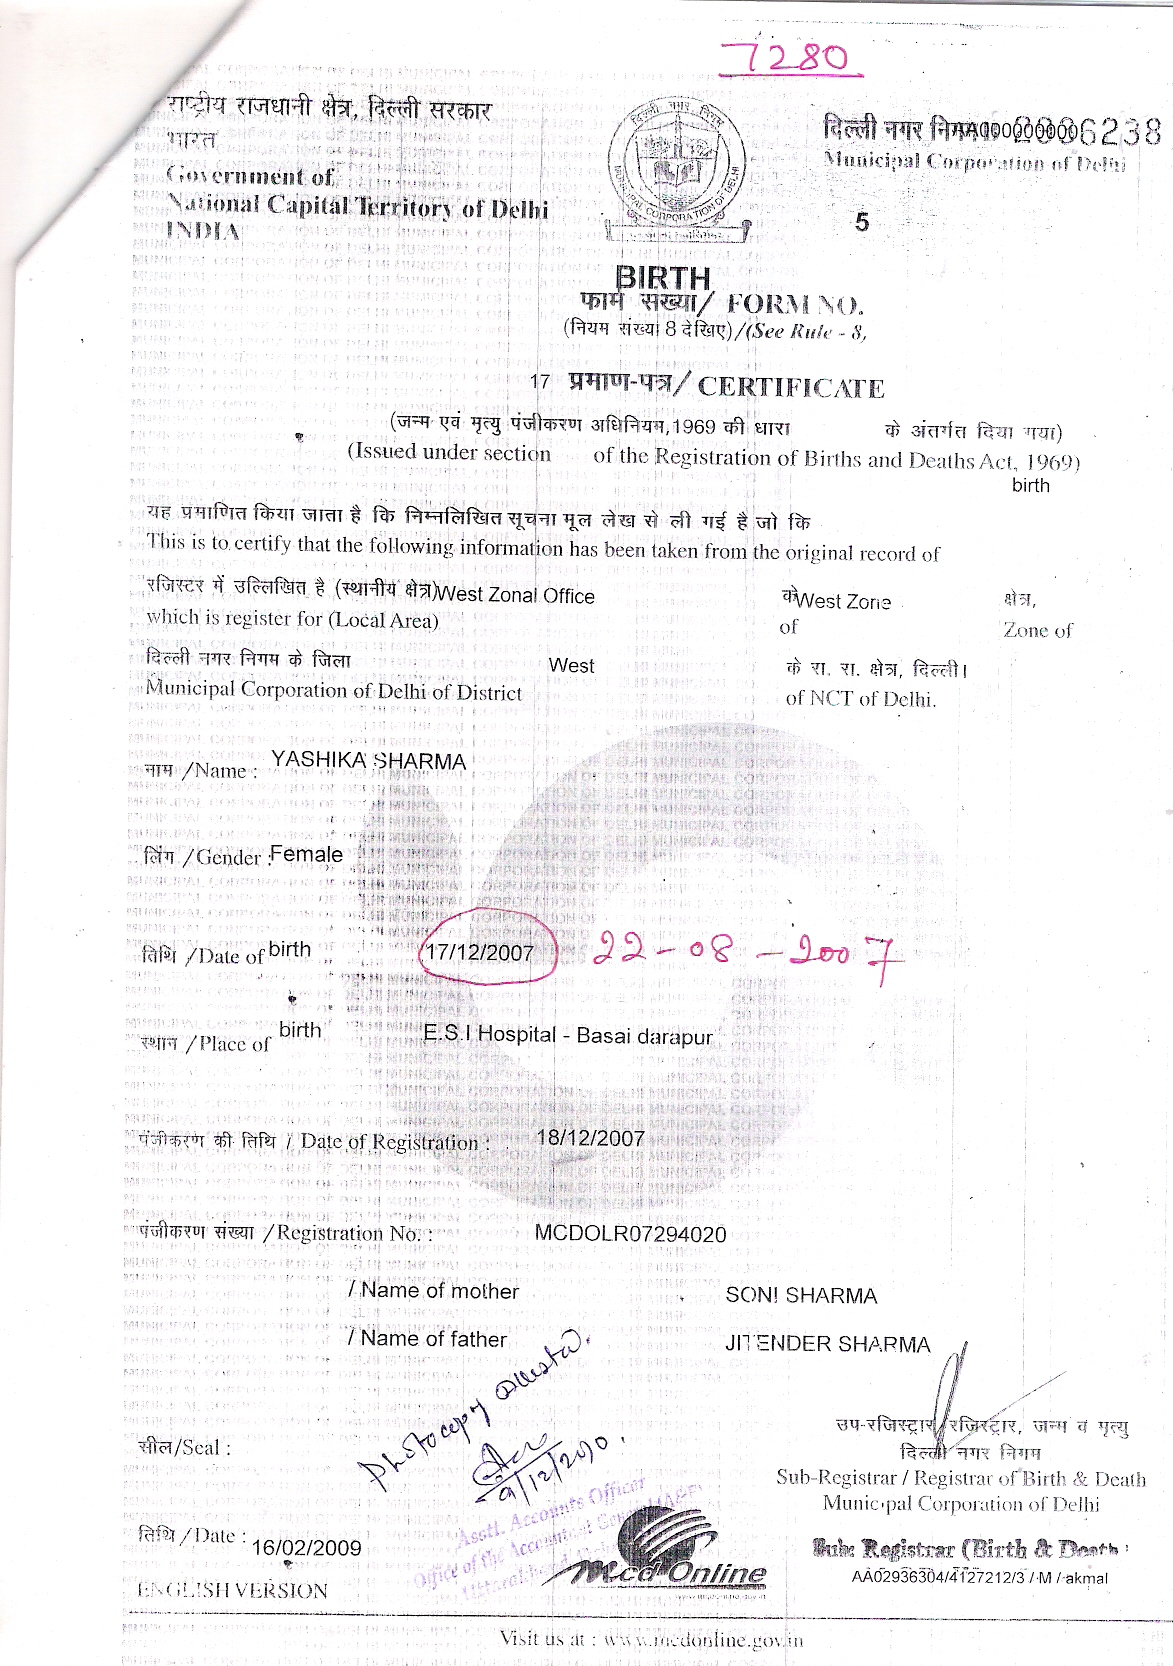 7280
राष्ट्रीय राजधानी क्षेत्र, दिल्ली सरकार
भारत
Government of
National Capital Territory of Delhi
INDIA
दिल्ली नगर निगम
6238
Municipal Corporation of Delhi
5
MUNICIPAL CORPORATION OF DELHI
BIRTH
फार्म संख्या/ FORM NO.
(नियम संख्या 8 देखिए)/(See Rule - 8,
17 प्रमाण-पत्र/ CERTIFICATE
(जन्म एवं मृत्यु पंजीकरण अधिनियम,1969 की धारा के अंतर्गत दिया गया)
(Issued under section of the Registration of Births and Deaths Act, 1969)
birth
यह प्रमाणित किया जाता है कि निम्नलिखित सूचना मूल लेख से ली गई है जो कि
This is to certify that the following information has been taken from the original record of
रजिस्टर में उल्लिखित है (स्थानीय क्षेत्र) West Zonal Office के West Zone क्षेत्र,
which is register for (Local Area) of Zone of
दिल्ली नगर निगम के जिला West के रा. रा. क्षेत्र, दिल्ली।
Municipal Corporation of Delhi of District of NCT of Delhi.
नाम /Name : YASHIKA SHARMA
लिंग /Gender : Female
तिथि /Date of birth 17/12/2007 22-08-2007
स्थान /Place of birth E.S.I Hospital - Basai darapur
पंजीकरण की तिथि / Date of Registration : 18/12/2007
पंजीकरण संख्या /Registration No. : MCDOLR07294020
/ Name of mother SONI SHARMA
/ Name of father JITENDER SHARMA
Photocopy
उप-रजिस्ट्रार/रजिस्ट्रार, जन्म व मृत्यु
दिल्ली नगर निगम
सील/Seal :
Sub-Registrar / Registrar of Birth & Death
Municipal Corporation of Delhi
Asstt. Accounts Officer
Office of the Accountant
तिथि / Date : 16/02/2009
Mcd Online
Sub: Registrar (Birth & Death
AA02936304/4127212/3 / M / akmal
ENGLISH VERSION
Visit us at : www.mcdonline.gov.in